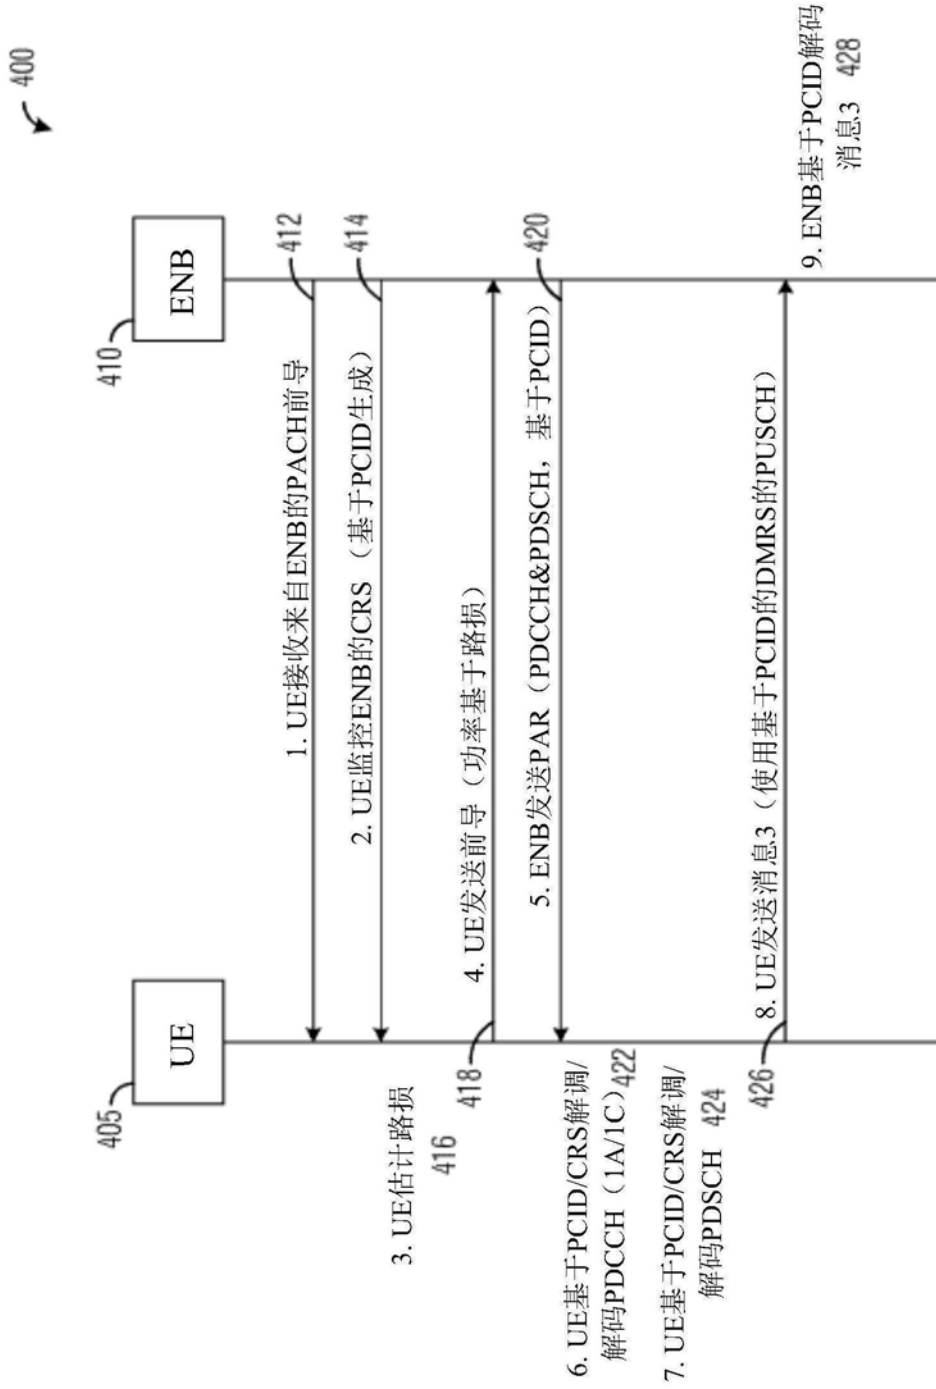 400
405
UE
410
ENB
1. UE接收来自ENB的PACH前导
412
2. UE监控ENB的CRS（基于PCID生成）
414
3. UE估计路损
416
4. UE发送前导（功率基于路损）
418
5. ENB发送PAR（PDCCH&PDSCH，基于PCID）
420
6. UE基于PCID/CRS解调/
解码PDCCH（1A/1C）422
7. UE基于PCID/CRS解调/
解码PDSCH 424
8. UE发送消息3（使用基于PCID的DMRS的PUSCH）
426
9. ENB基于PCID解码
消息3 428